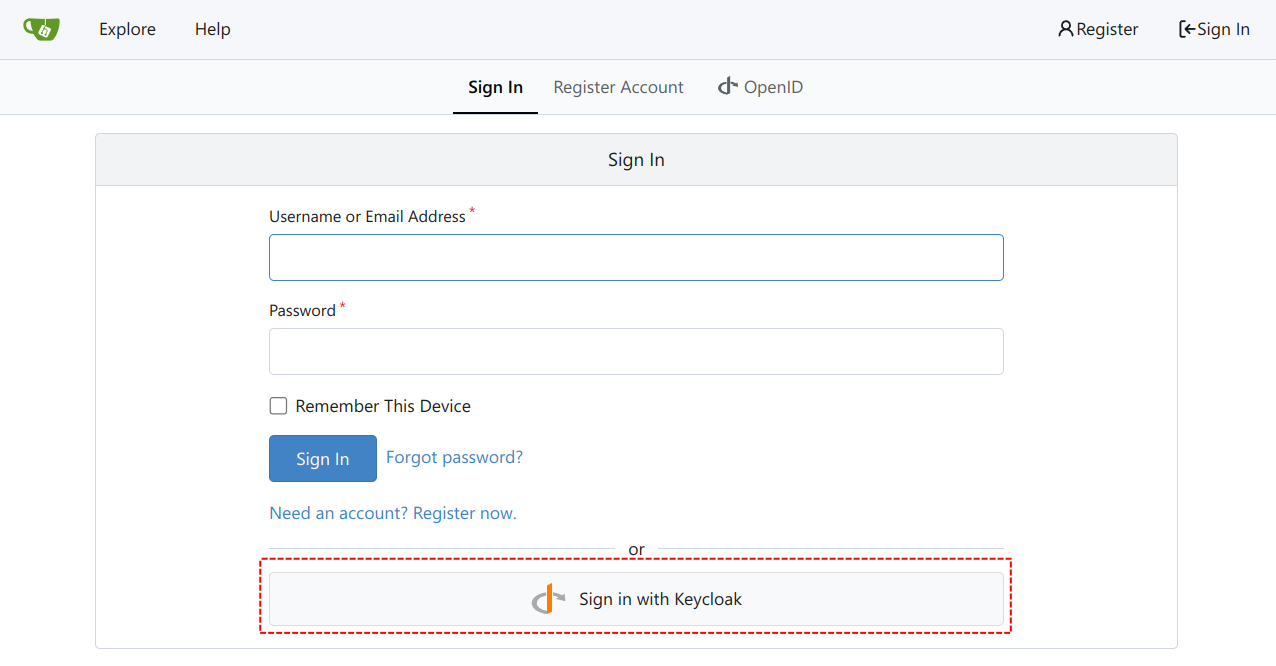 Explore Help Register Sign In
Sign In Register Account OpenID
Sign In
Username or Email Address *
Password *
Remember This Device
Sign In Forgot password?
Need an account? Register now.
or
Sign in with Keycloak